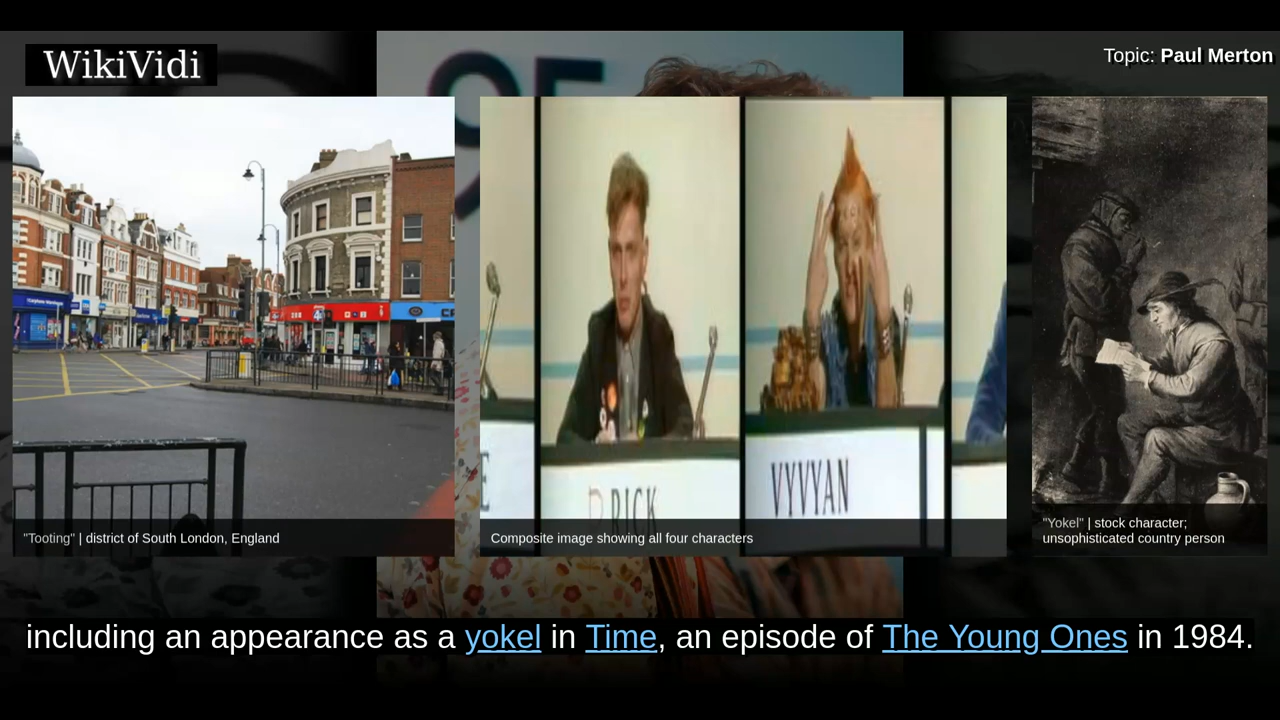 WikiVidi
Topic: Paul Merton
95
RICK
VYVYAN
"Tooting" | district of South London, England
Composite image showing all four characters
"Yokel" | stock character;
unsophisticated country person
including an appearance as a yokel in Time, an episode of The Young Ones in 1984.